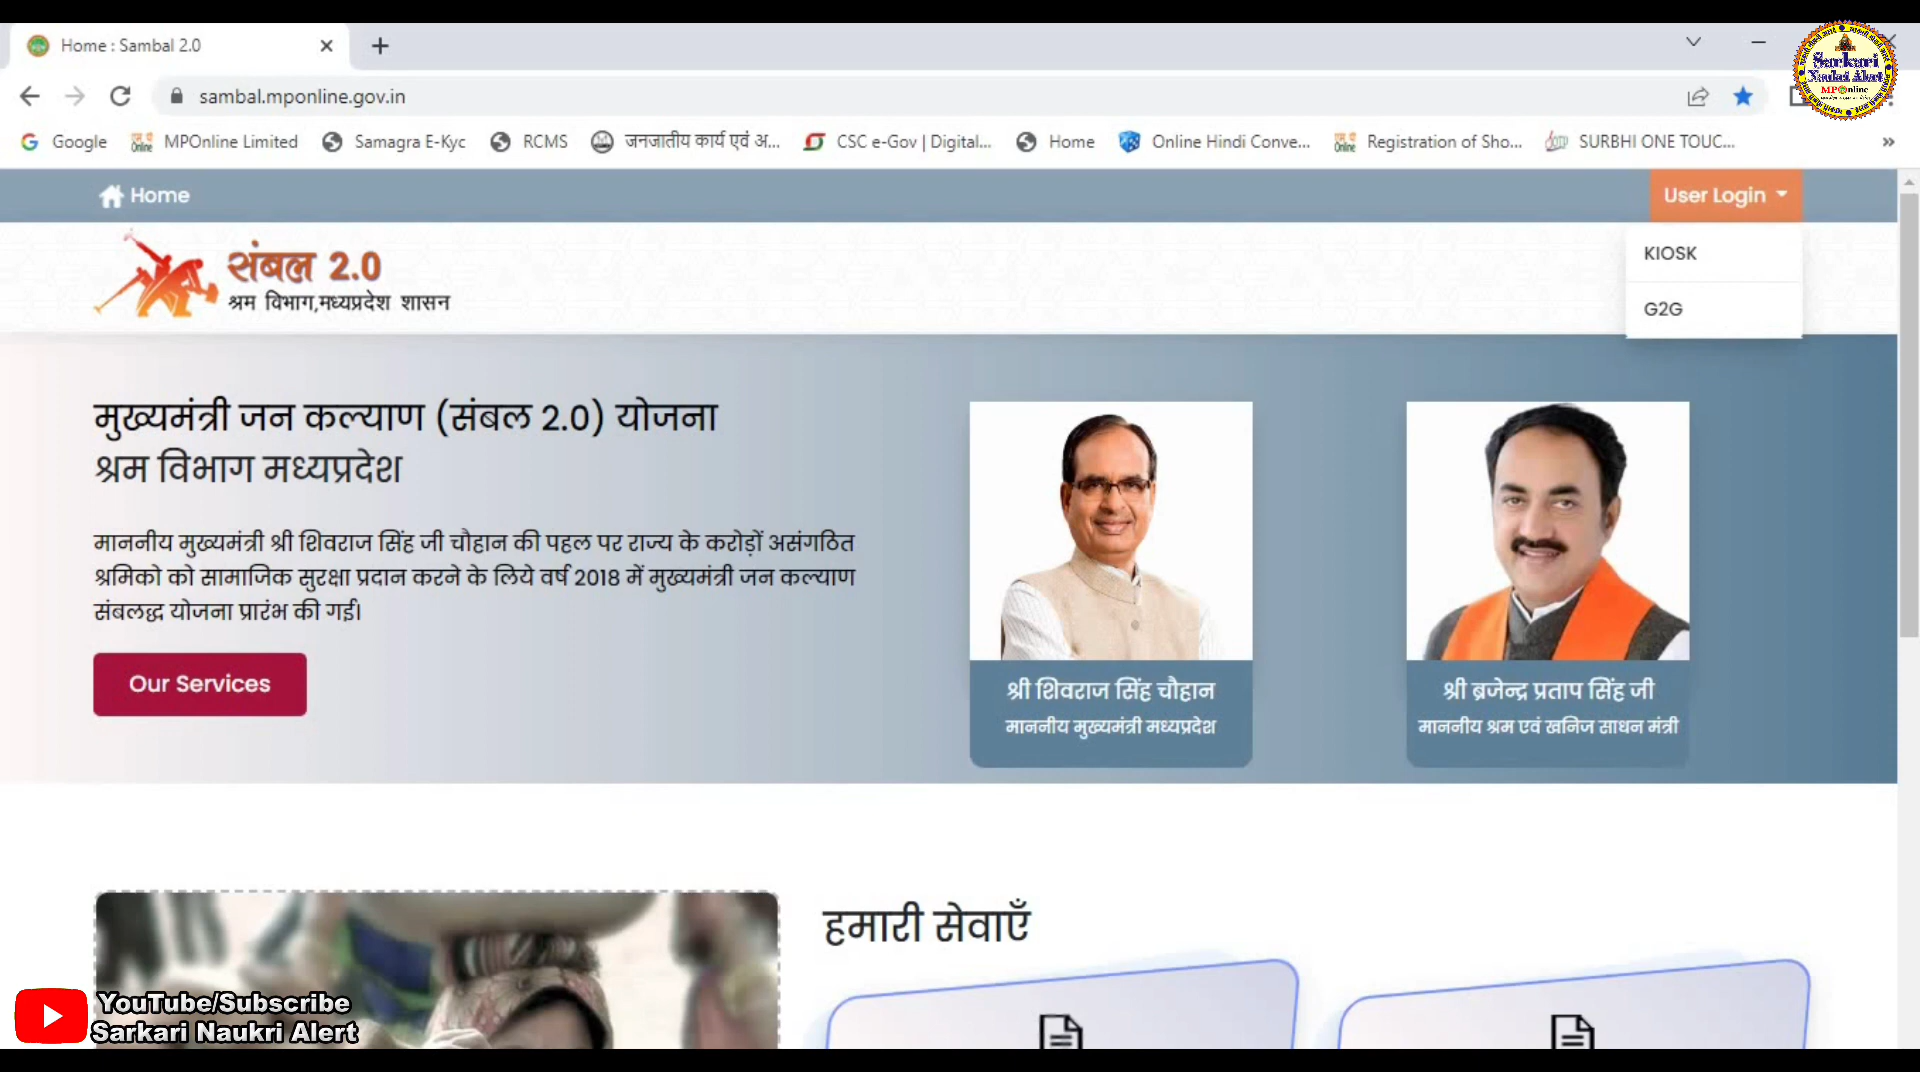 Home : Sambal 2.0
sambal.mponline.gov.in
Google MPOnline Limited Samagra E-Kyc RCMS जनजातीय कार्य एवं अ... CSC e-Gov | Digital... Home Online Hindi Conve... Registration of Sho... SURBHI ONE TOUC...
Sarkari
MPOnline
Home
User Login
KIOSK
G2G
संबल 2.0
श्रम विभाग,मध्यप्रदेश शासन
मुख्यमंत्री जन कल्याण (संबल 2.0) योजना
श्रम विभाग मध्यप्रदेश
माननीय मुख्यमंत्री श्री शिवराज सिंह जी चौहान की पहल पर राज्य के करोड़ों असंगठित
श्रमिको को सामाजिक सुरक्षा प्रदान करने के लिये वर्ष 2018 में मुख्यमंत्री जन कल्याण
संबलद्ध योजना प्रारंभ की गई।
Our Services
श्री शिवराज सिंह चौहान
माननीय मुख्यमंत्री मध्यप्रदेश
श्री ब्रजेन्द्र प्रताप सिंह जी
माननीय श्रम एवं खनिज साधन मंत्री
हमारी सेवाएँ
YouTube/Subscribe
Sarkari Naukri Alert